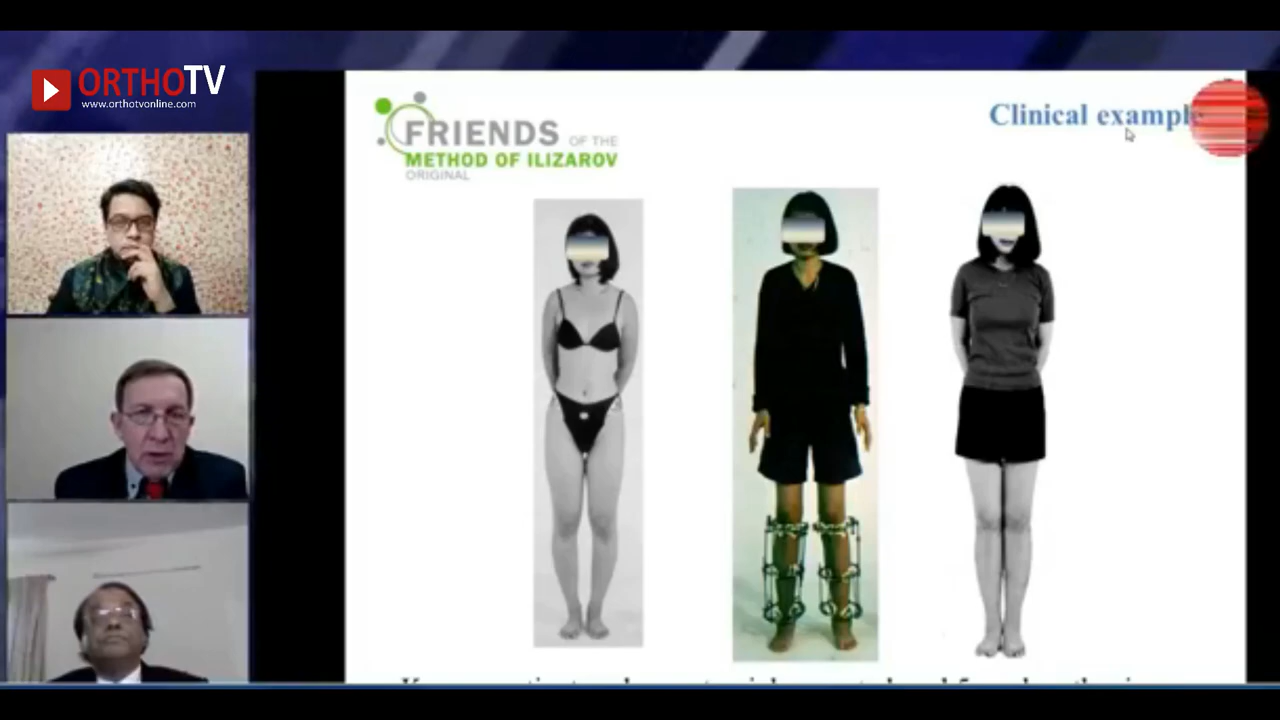 ORTHOTV
www.orthotvonline.com
Clinical example
FRIENDS OF THE
METHOD OF ILIZAROV
ORIGINAL